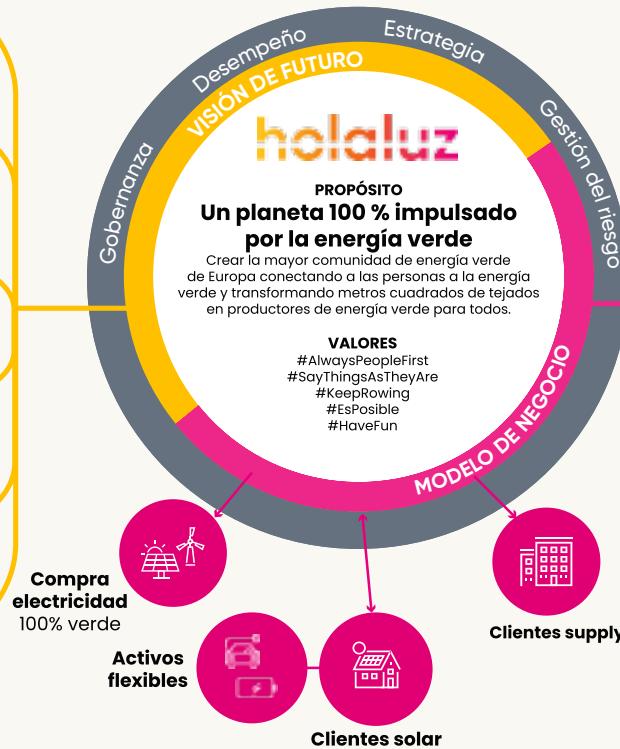 Gobernanza
Desempeño
Estrategia
Gestión del riesgo
VISIÓN DE FUTURO
holaluz
PROPÓSITO
Un planeta 100 % impulsado
por la energía verde
Crear la mayor comunidad de energía verde
de Europa conectando a las personas a la energía
verde y transformando metros cuadrados de tejados
en productores de energía verde para todos.
VALORES
#AlwaysPeopleFirst
#SayThingsAsTheyAre
#KeepRowing
#EsPosible
#HaveFun
MODELO DE NEGOCIO
Compra
electricidad
100% verde
Clientes supply
Activos
flexibles
Clientes solar